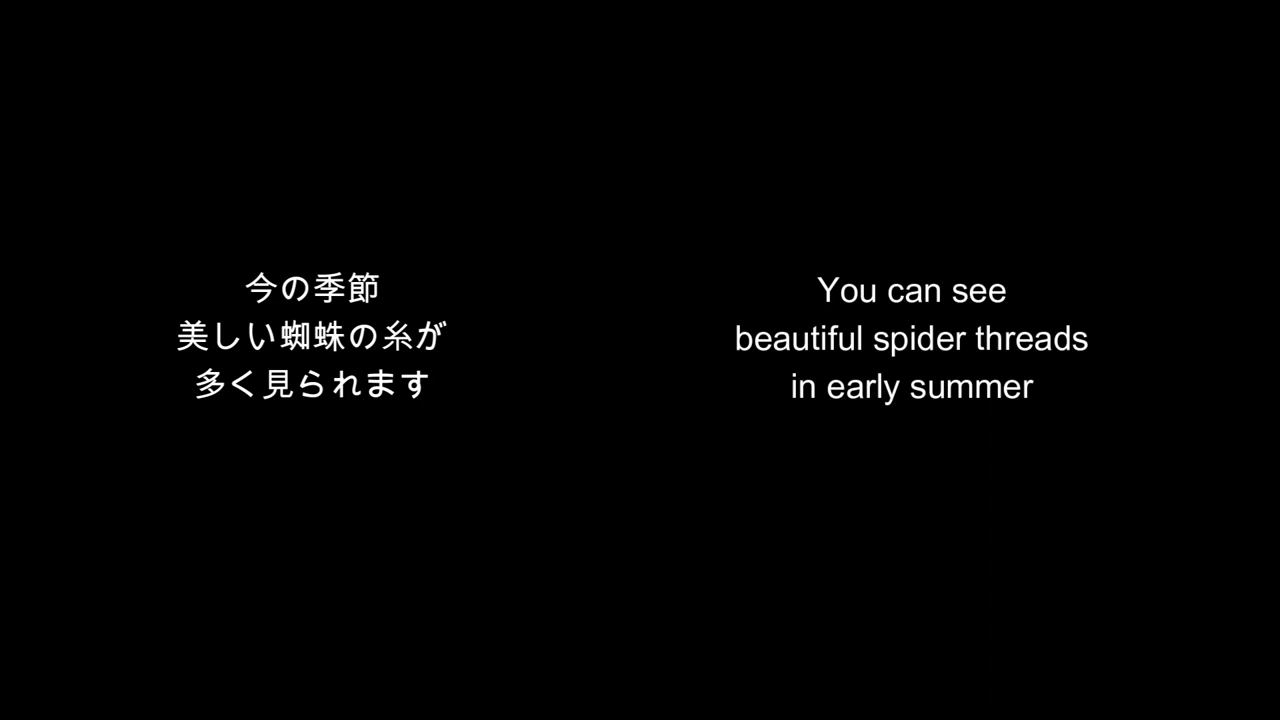 今の季節
美しい蜘蛛の糸が
多く見られます
You can see
beautiful spider threads
in early summer